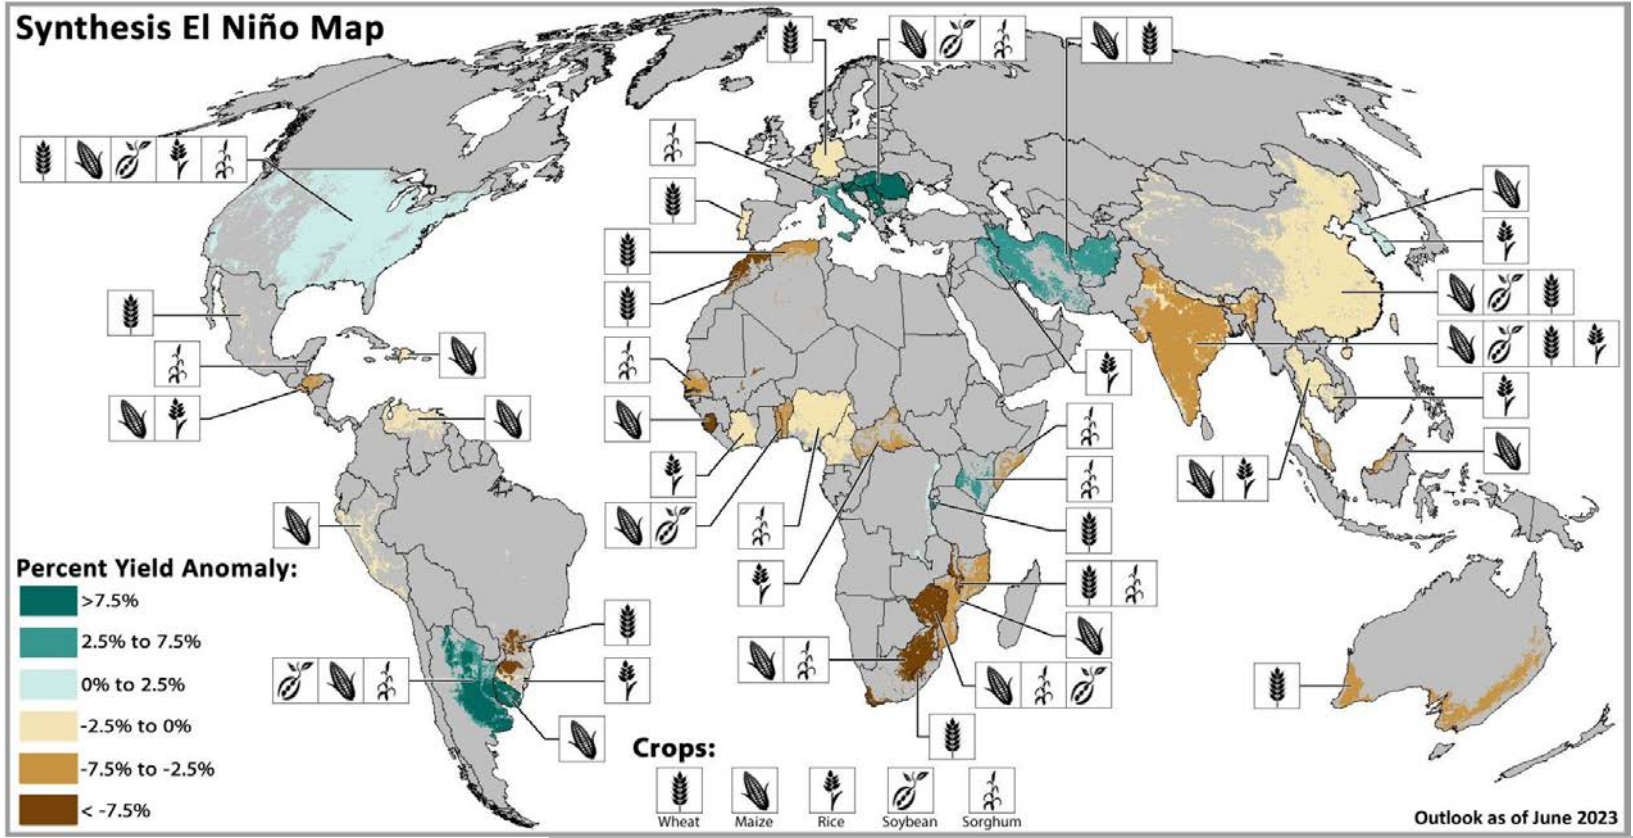 Synthesis El Niño Map
Percent Yield Anomaly:
>7.5%
2.5% to 7.5%
0% to 2.5%
-2.5% to 0%
-7.5% to -2.5%
< -7.5%
Crops:
Wheat
Maize
Rice
Soybean
Sorghum
Outlook as of June 2023